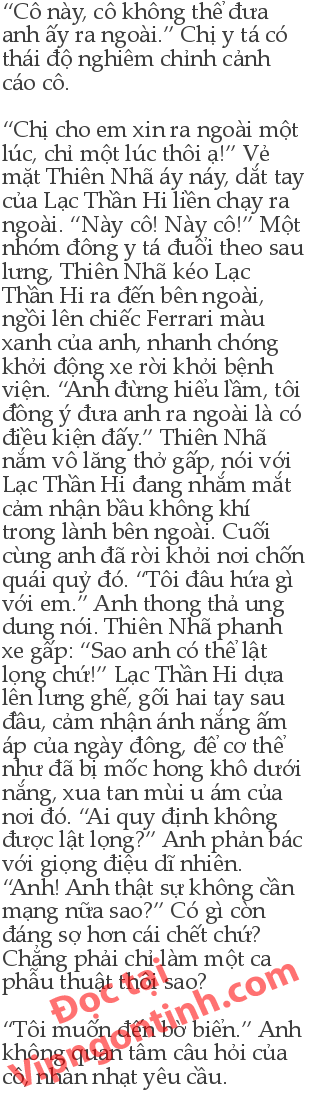 “Cô này, cô không thể đưa
anh ấy ra ngoài.” Chị y tá có
thái độ nghiêm chỉnh cảnh
cáo cô.
“Chị cho em xin ra ngoài một
lúc, chỉ một lúc thôi ạ!” Vẻ
mặt Thiên Nhã áy náy, dắt tay
của Lạc Thần Hi liền chạy ra
ngoài. “Này cô! Này cô!” Một
nhóm đông y tá đuổi theo sau
lưng, Thiên Nhã kéo Lạc
Thần Hi ra đến bên ngoài,
ngồi lên chiếc Ferrari màu
xanh của anh, nhanh chóng
khởi động xe rời khỏi bệnh
viện. “Anh đừng hiểu lầm, tôi
đồng ý đưa anh ra ngoài là có
điều kiện đấy.” Thiên Nhã
nắm vô lăng thở gấp, nói với
Lạc Thần Hi đang nhắm mắt
cảm nhận bầu không khí
trong lành bên ngoài. Cuối
cùng anh đã rời khỏi nơi chốn
quái quỷ đó. “Tôi đâu hứa gì
với em.” Anh thong thả ung
dung nói. Thiên Nhã phanh
xe gấp: “Sao anh có thể lật
lọng chứ!” Lạc Thần Hi dựa
lên lưng ghế, gối hai tay sau
đầu, cảm nhận ánh nắng ấm
áp của ngày đông, để cơ thể
như đã bị mốc hong khô dưới
nắng, xua tan mùi u ám của
nơi đó. “Ai quy định không
được lật lọng?” Anh phản bác
với giọng điệu dĩ nhiên.
“Anh! Anh thật sự không cần
mạng nữa sao?” Có gì còn
đáng sợ hơn cái chết chứ?
Chẳng phải chỉ làm một ca
phẫu thuật thôi sao?
“Tôi muốn đến bờ biển.” Anh
không quan tâm câu hỏi của
cô, nhàn nhạt yêu cầu.
Đọc tại
Vipngontinh.com